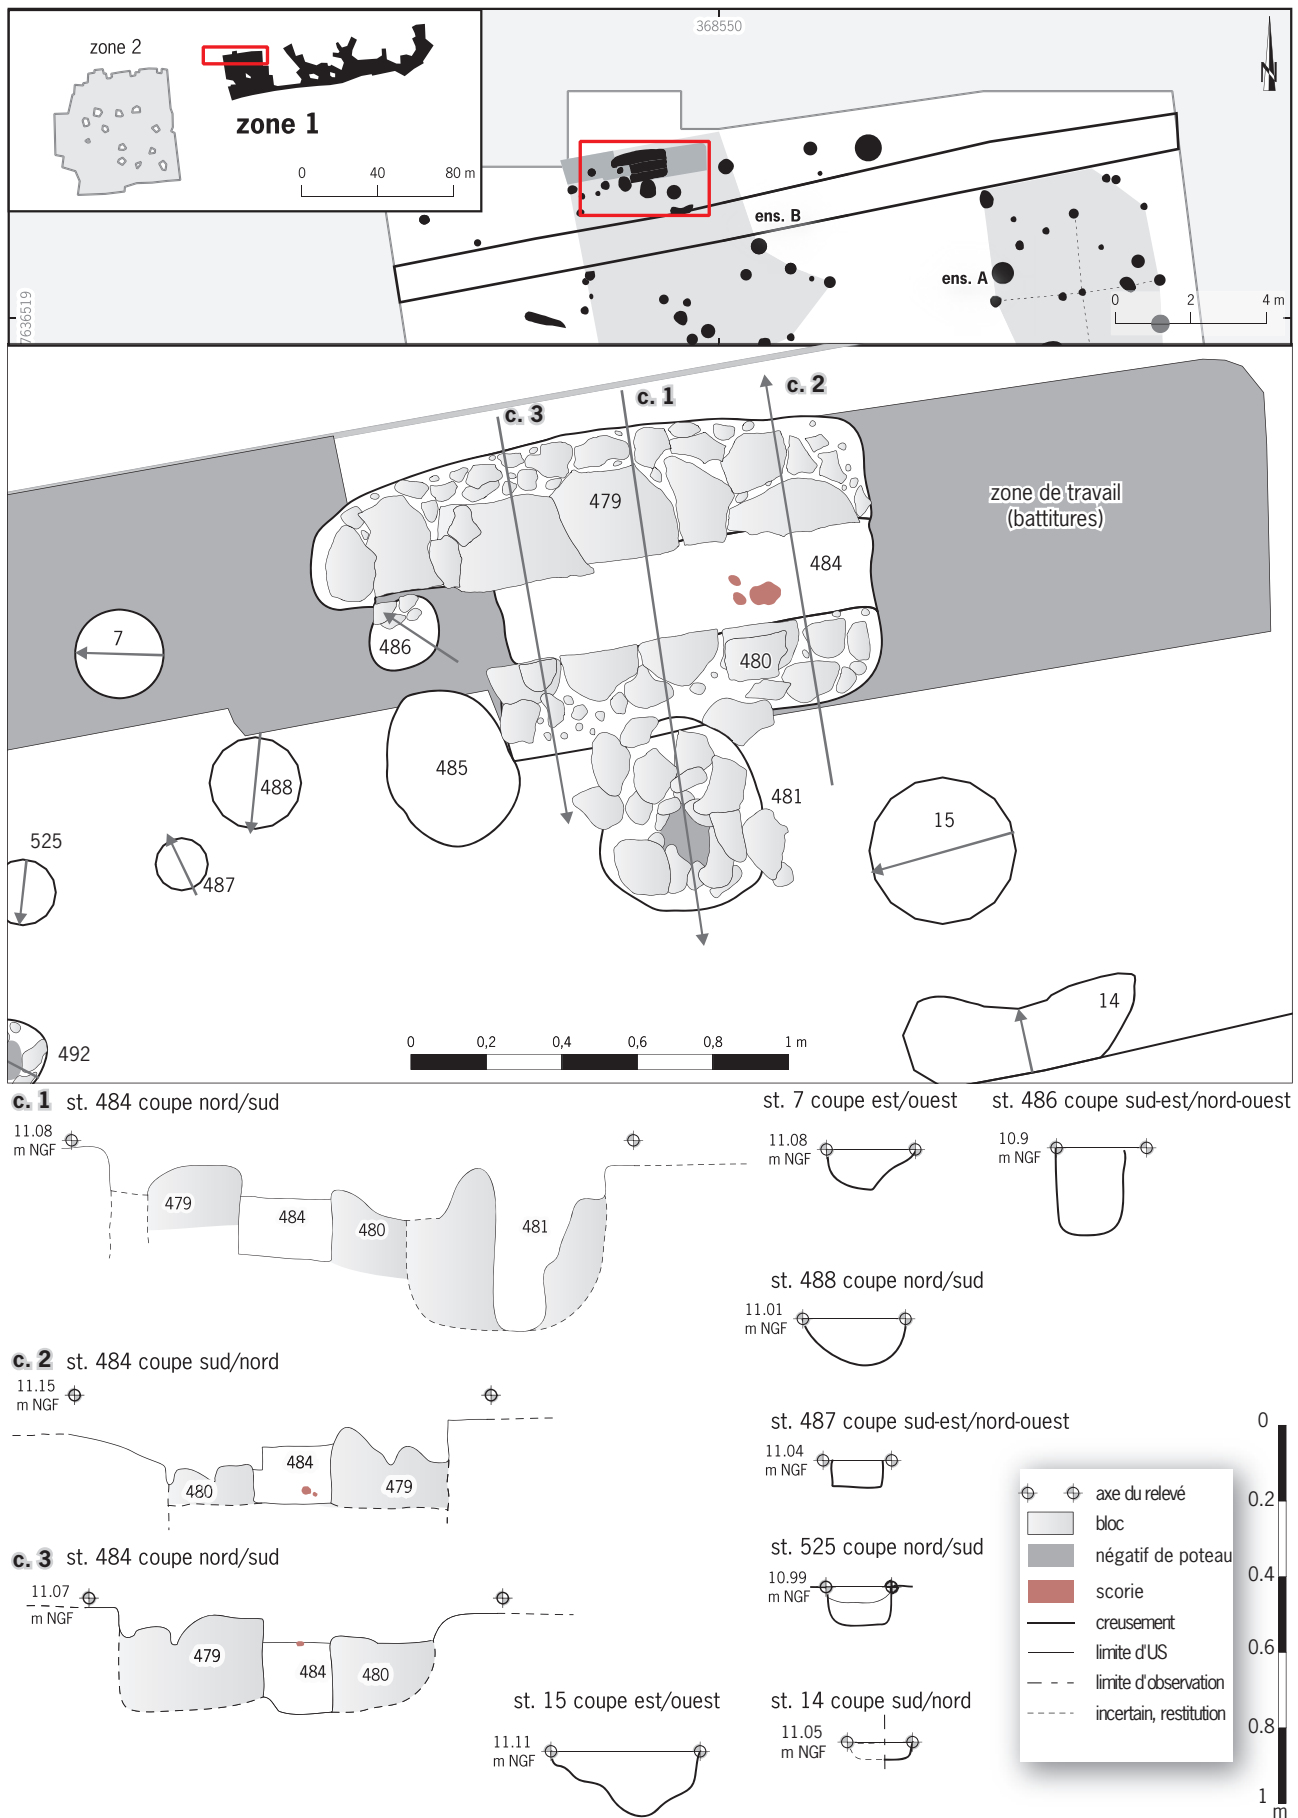 zone 2
zone 1
0 40 80 m
368550
N
7636519
ens. B
ens. A
0 2 4 m
c. 3
c. 1
c. 2
479
zone de travail
(battitures)
484
7
486
480
485
488
481
15
525
487
14
492
0 0,2 0,4 0,6 0,8 1 m
c. 1 st. 484 coupe nord/sud
11.08
m NGF
479
484
480
481
st. 7 coupe est/ouest
11.08
m NGF
st. 486 coupe sud-est/nord-ouest
10.9
m NGF
st. 488 coupe nord/sud
11.01
m NGF
c. 2 st. 484 coupe sud/nord
11.15
m NGF
480
484
479
st. 487 coupe sud-est/nord-ouest
11.04
m NGF
c. 3 st. 484 coupe nord/sud
11.07
m NGF
479
484
480
st. 525 coupe nord/sud
10.99
m NGF
st. 15 coupe est/ouest
11.11
m NGF
st. 14 coupe sud/nord
11.05
m NGF
axe du relevé
bloc
négatif de poteau
scorie
creusement
limite d'US
limite d'observation
incertain, restitution
0
0.2
0.4
0.6
0.8
1
m